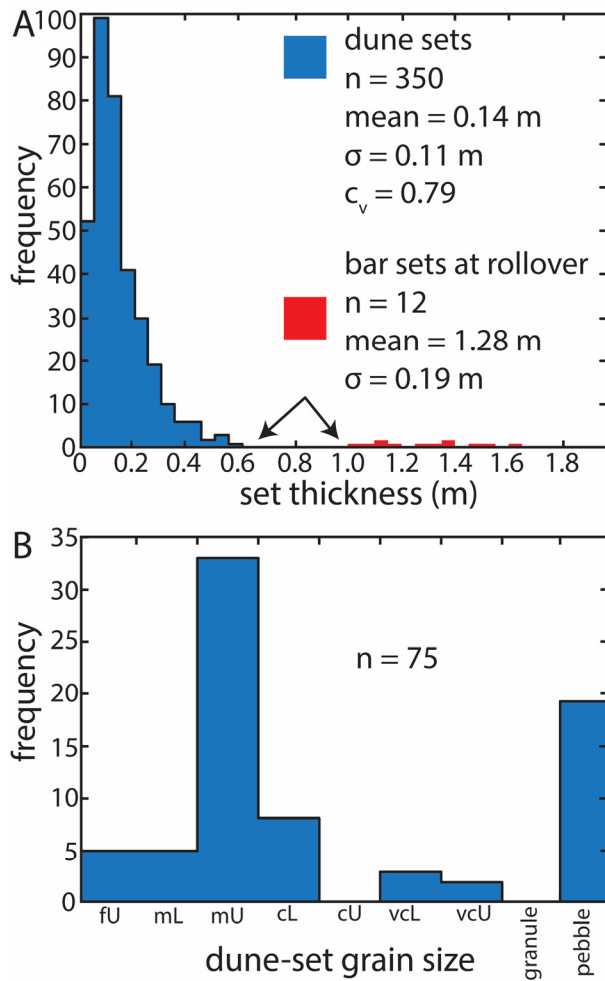 A
100
90
80
70
60
50
40
30
20
10
0
frequency
dune sets
n = 350
mean = 0.14 m
σ = 0.11 m
cv = 0.79
bar sets at rollover
n = 12
mean = 1.28 m
σ = 0.19 m
0 0.2 0.4 0.6 0.8 1.0 1.2 1.4 1.6 1.8
set thickness (m)
B
35
30
25
20
15
10
5
0
frequency
n = 75
fU mL mU cL cU vcL vcU granule pebble
dune-set grain size